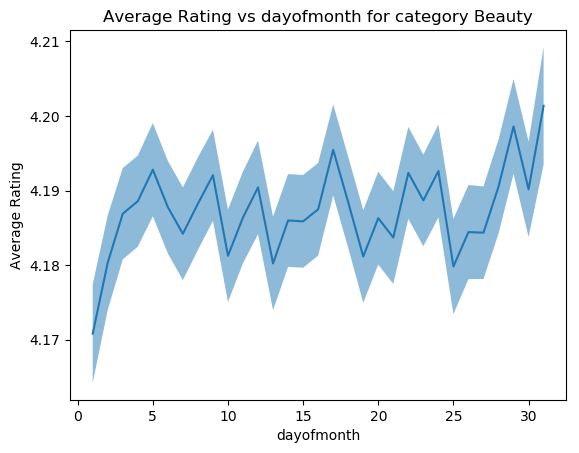 Average Rating vs dayofmonth for category Beauty
4.21
4.20
4.19
4.18
4.17
Average Rating
0 5 10 15 20 25 30
dayofmonth